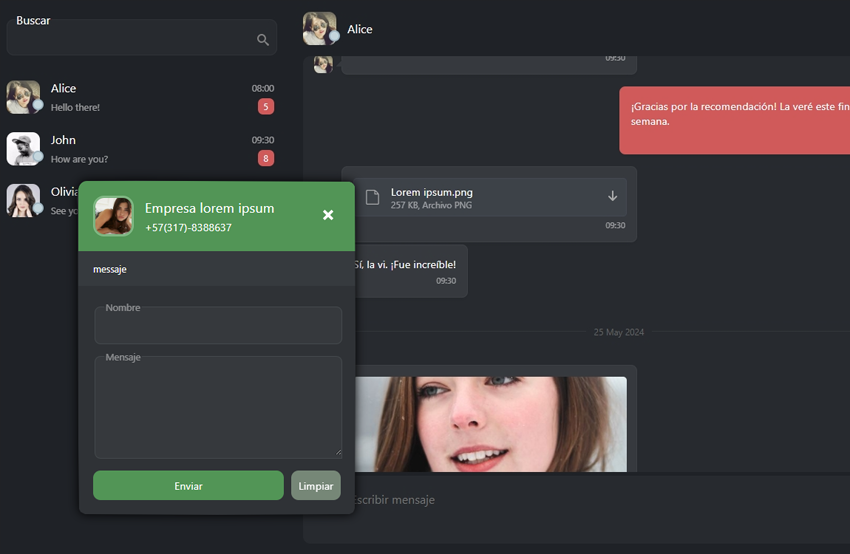 Buscar
Alice
08:00
Hello there!
5
John
09:30
How are you?
8
Olivia
See yo
Alice
09:30
¡Gracias por la recomendación! La veré este fin
semana.
Lorem ipsum.png
257 KB, Archivo PNG
09:30
Sí, la vi. ¡Fue increíble!
09:30
25 May 2024
Escribir mensaje
Empresa lorem ipsum
+57(317)-8388637
mensaje
Nombre
Mensaje
Enviar
Limpiar